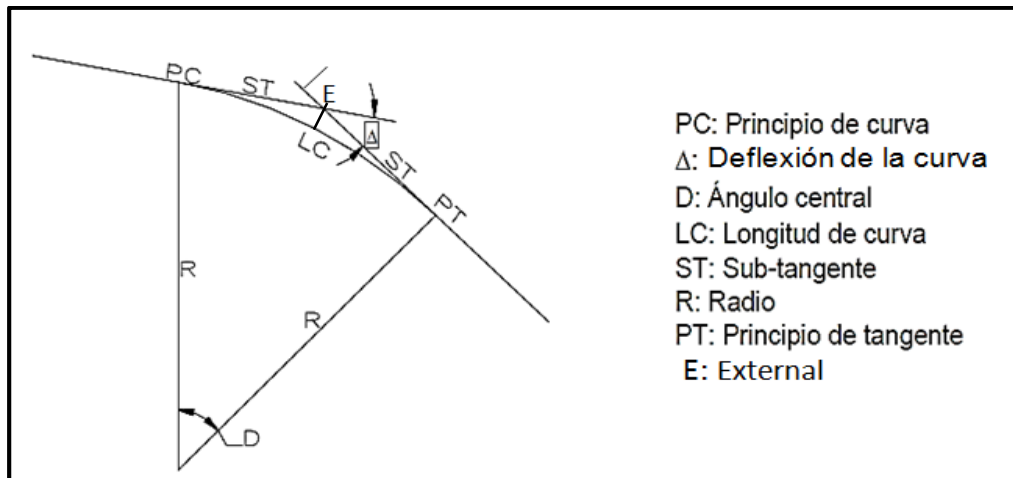 PC
ST
E
Δ
LC
ST
PT
R
R
D
PC: Principio de curva
Δ: Deflexión de la curva
D: Ángulo central
LC: Longitud de curva
ST: Sub-tangente
R: Radio
PT: Principio de tangente
E: External